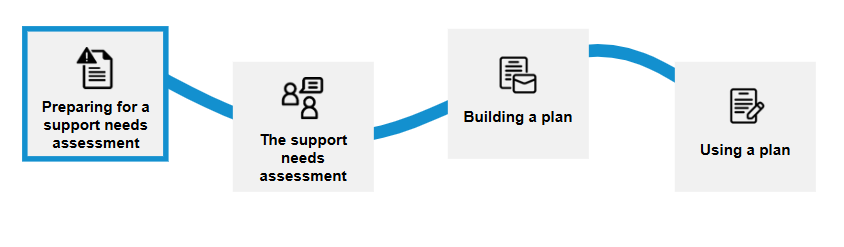 Preparing for a
support needs
assessment
The support
needs
assessment
Building a plan
Using a plan